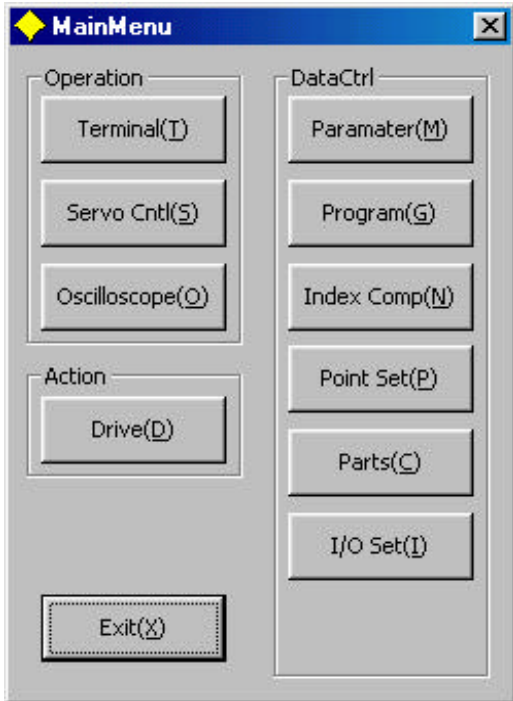 MainMenu
Operation
Terminal(T)
Servo Cntl(S)
Oscilloscope(O)
Action
Drive(D)
Exit(X)
DataCtrl
Paramater(M)
Program(G)
Index Comp(N)
Point Set(P)
Parts(C)
I/O Set(I)